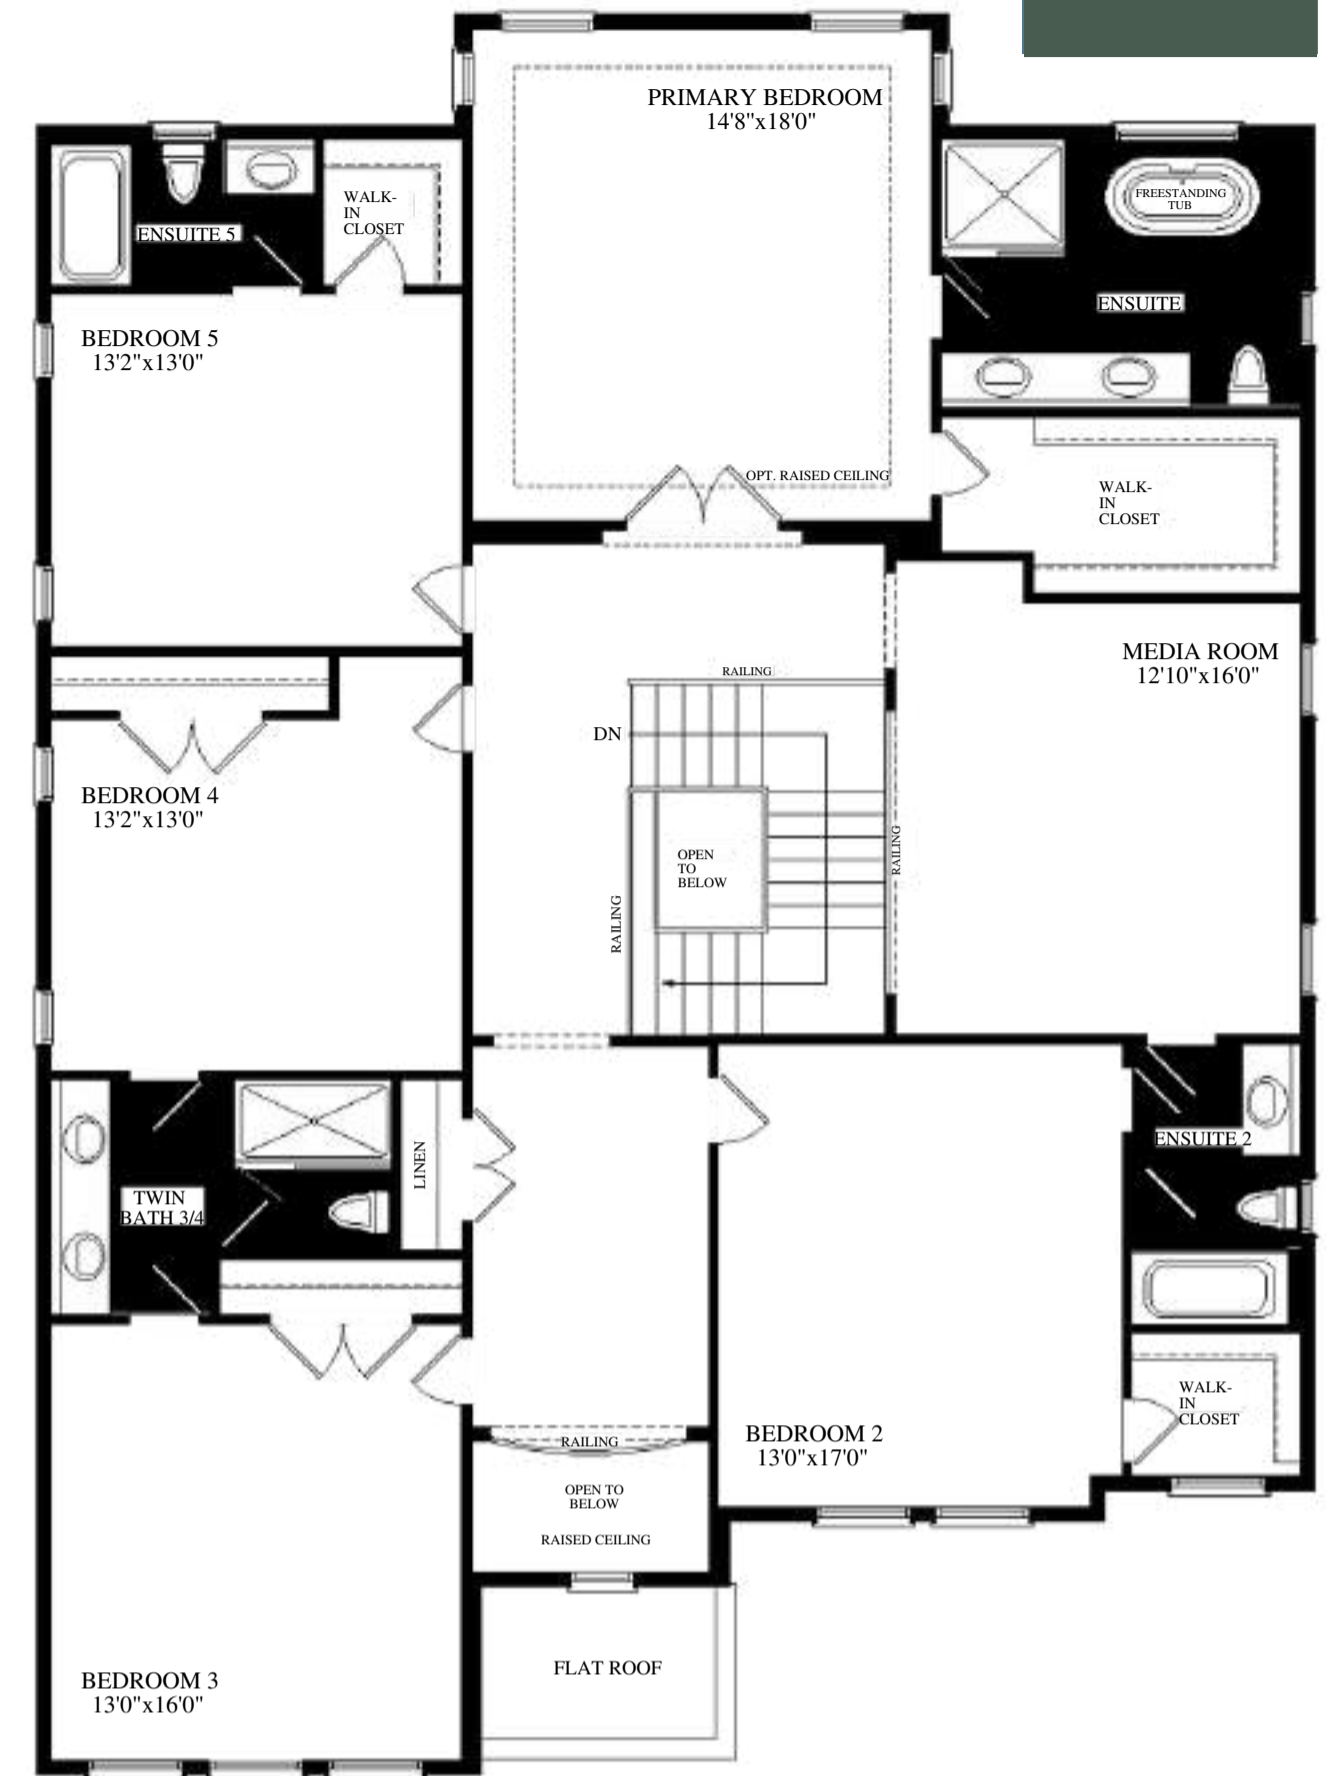 PRIMARY BEDROOM
14'8"x18'0"
WALK-
IN
CLOSET
ENSUITE 5
FREESTANDING
TUB
ENSUITE
BEDROOM 5
13'2"x13'0"
OPT. RAISED CEILING
WALK-
IN
CLOSET
MEDIA ROOM
12'10"x16'0"
RAILING
DN
BEDROOM 4
13'2"x13'0"
OPEN
TO
BELOW
RAILING
RAILING
ENSUITE 2
LINEN
TWIN
BATH 3/4
WALK-
IN
CLOSET
BEDROOM 2
13'0"x17'0"
RAILING
OPEN TO
BELOW
RAISED CEILING
FLAT ROOF
BEDROOM 3
13'0"x16'0"